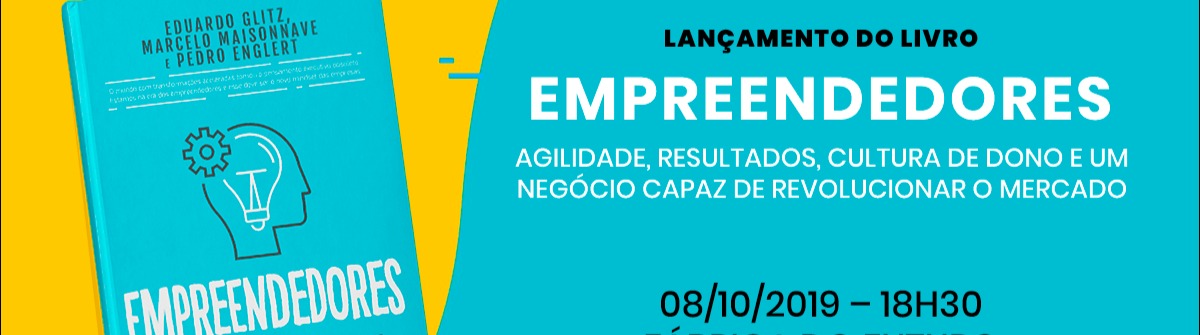 EDUARDO GLITZ,
MARCELO MAISONNAVE
E PEDRO ENGLERT
EMPREENDEDORES
LANÇAMENTO DO LIVRO
EMPREENDEDORES
AGILIDADE, RESULTADOS, CULTURA DE DONO E UM
NEGÓCIO CAPAZ DE REVOLUCIONAR O MERCADO
08/10/2019 – 18H30